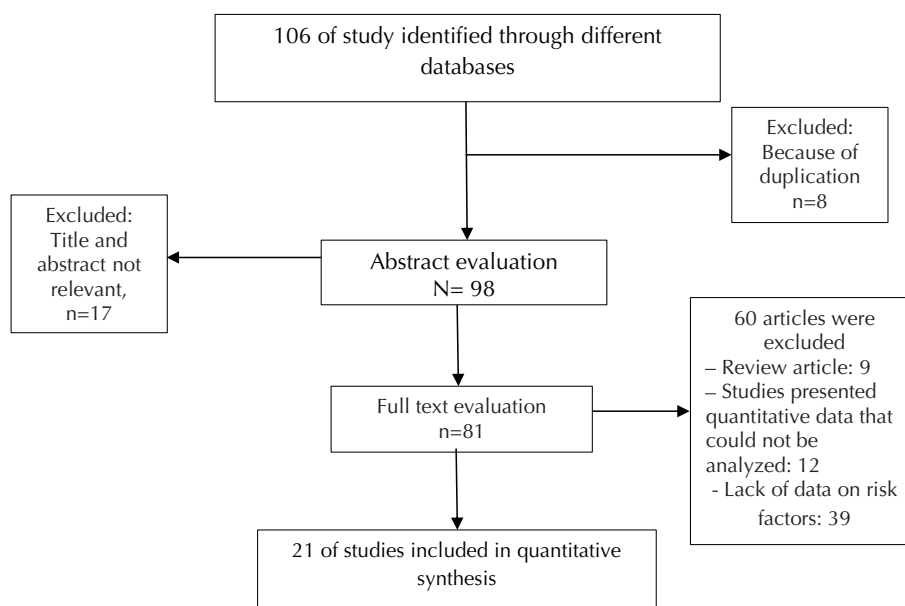 106 of study identified through different
databases
Excluded:
Because of
duplication
n=8
Excluded:
Title and
abstract not
relevant,
n=17
Abstract evaluation
N= 98
60 articles were
excluded
– Review article: 9
– Studies presented
quantitative data that
could not be
analyzed: 12
- Lack of data on risk
factors: 39
Full text evaluation
n=81
21 of studies included in quantitative
synthesis